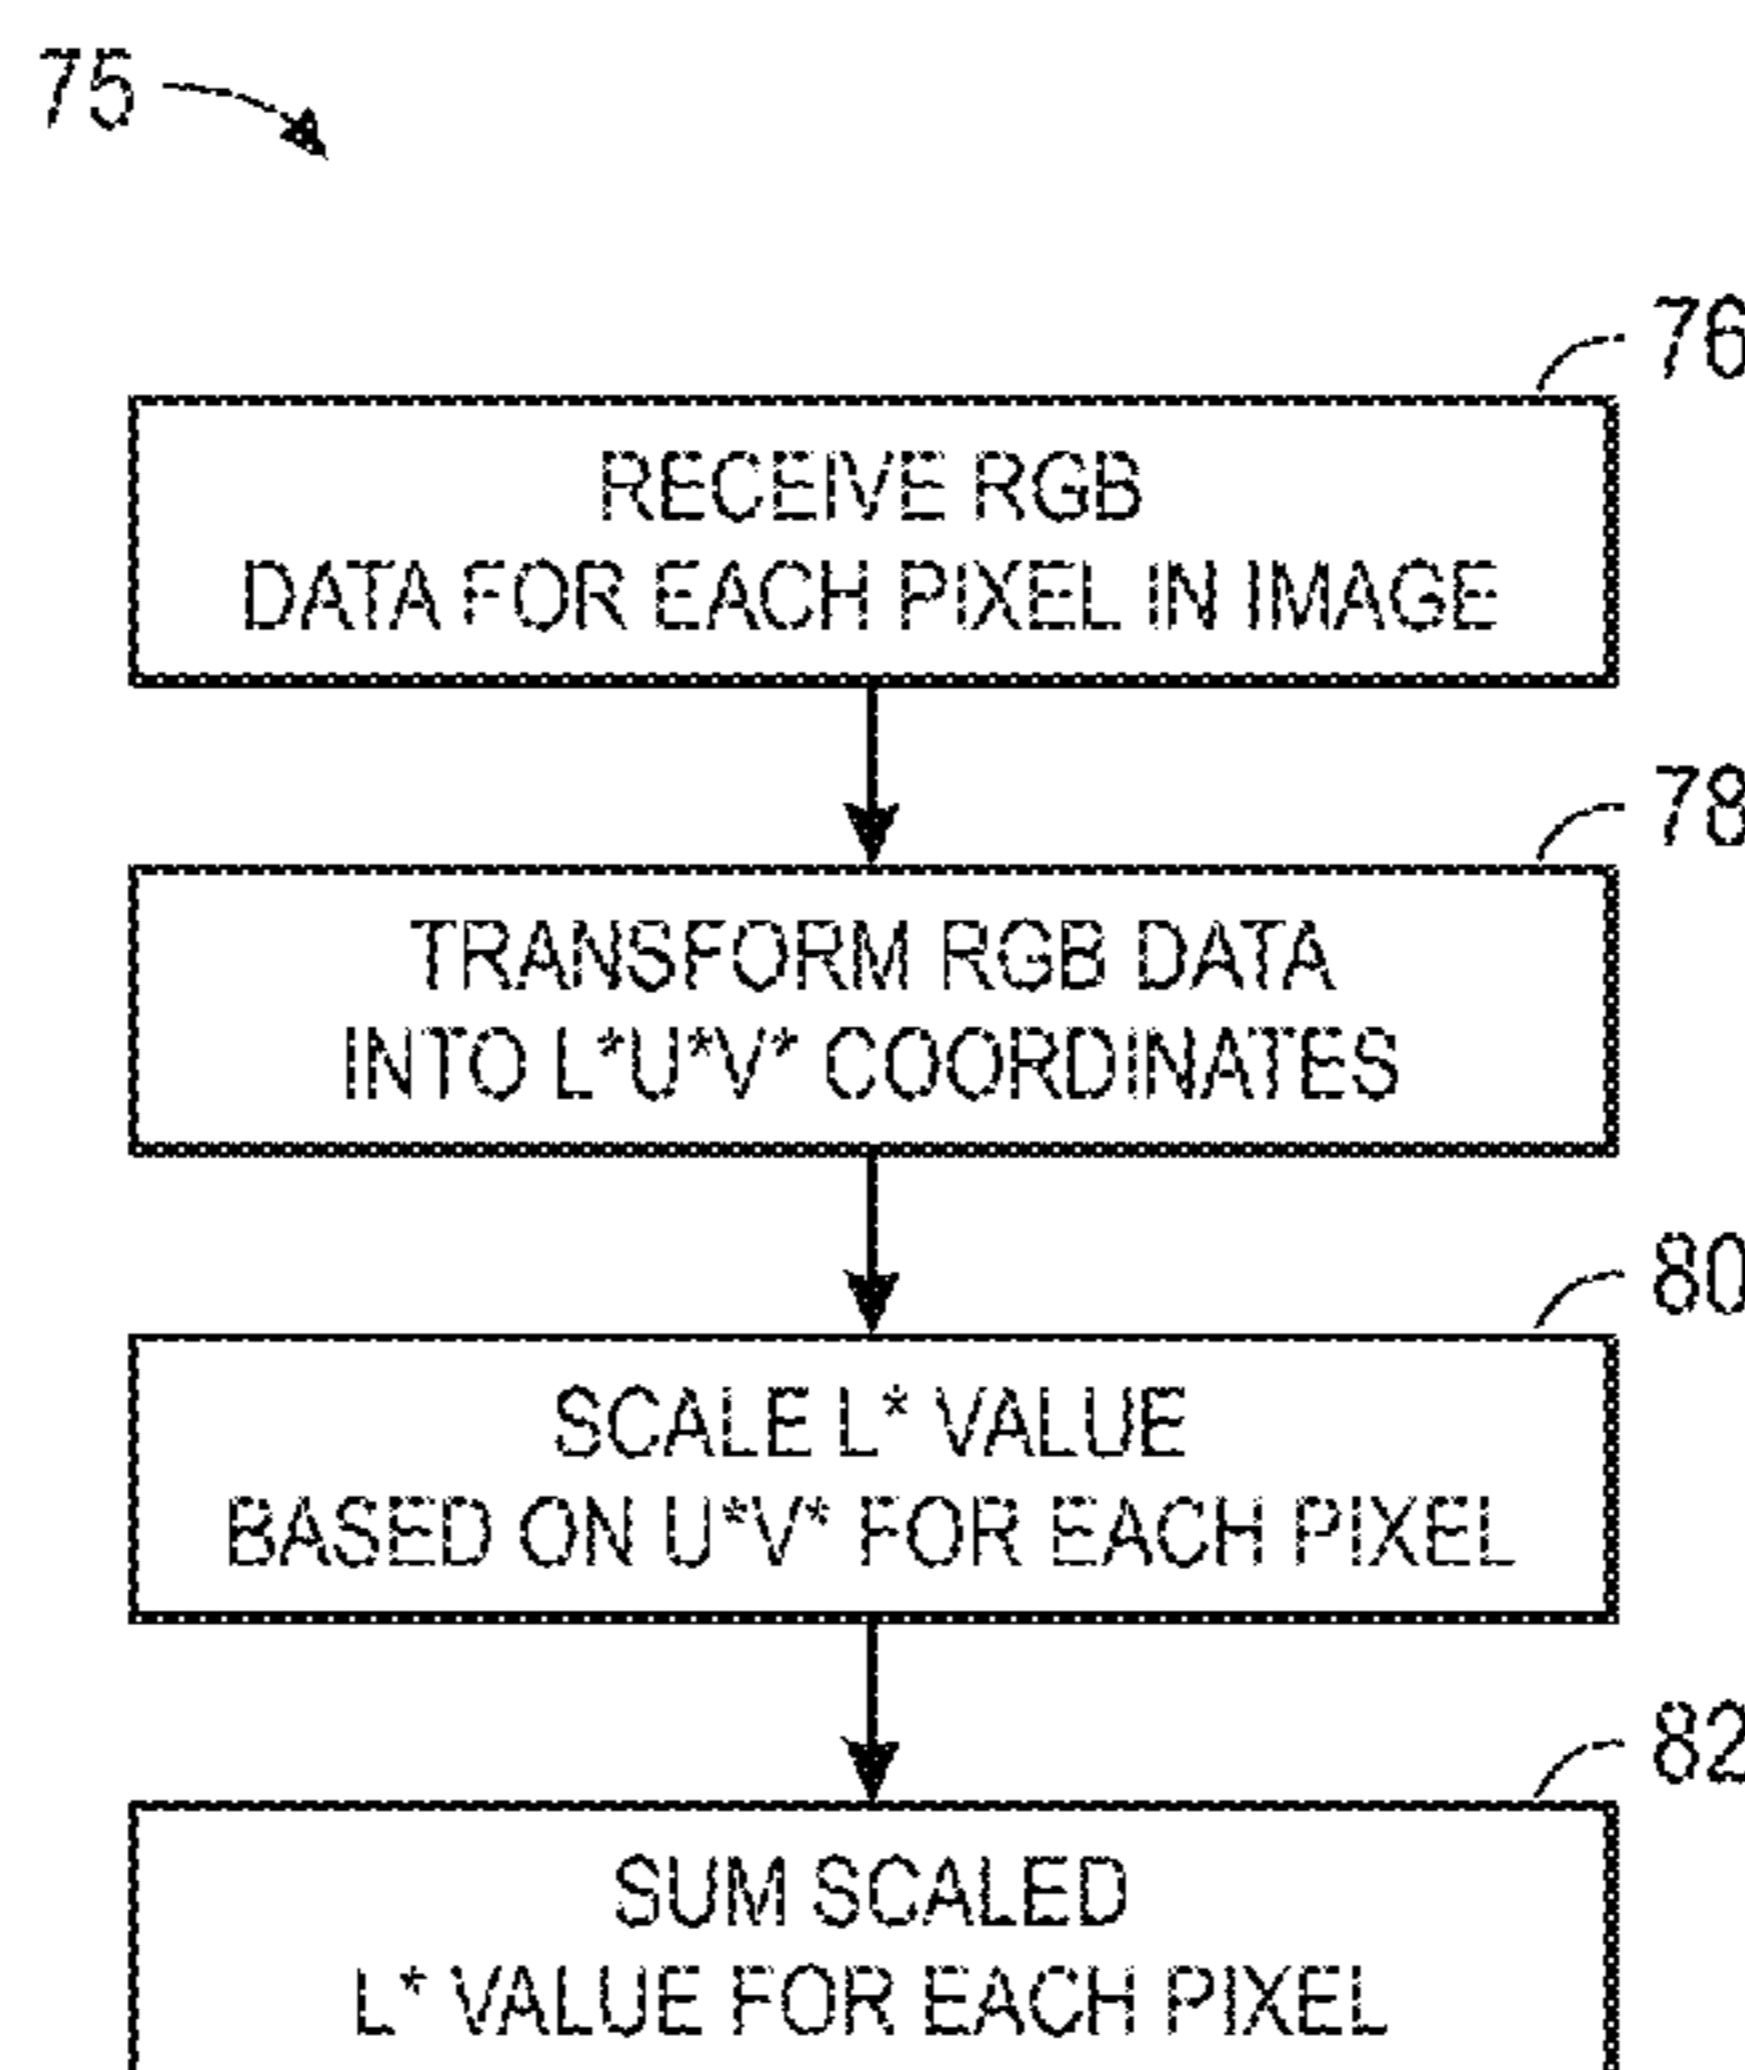 75
76
RECEIVE RGB
DATA FOR EACH PIXEL IN IMAGE
78
TRANSFORM RGB DATA
INTO L*U*V* COORDINATES
80
SCALE L* VALUE
BASED ON U*V* FOR EACH PIXEL
82
SUM SCALED
L* VALUE FOR EACH PIXEL